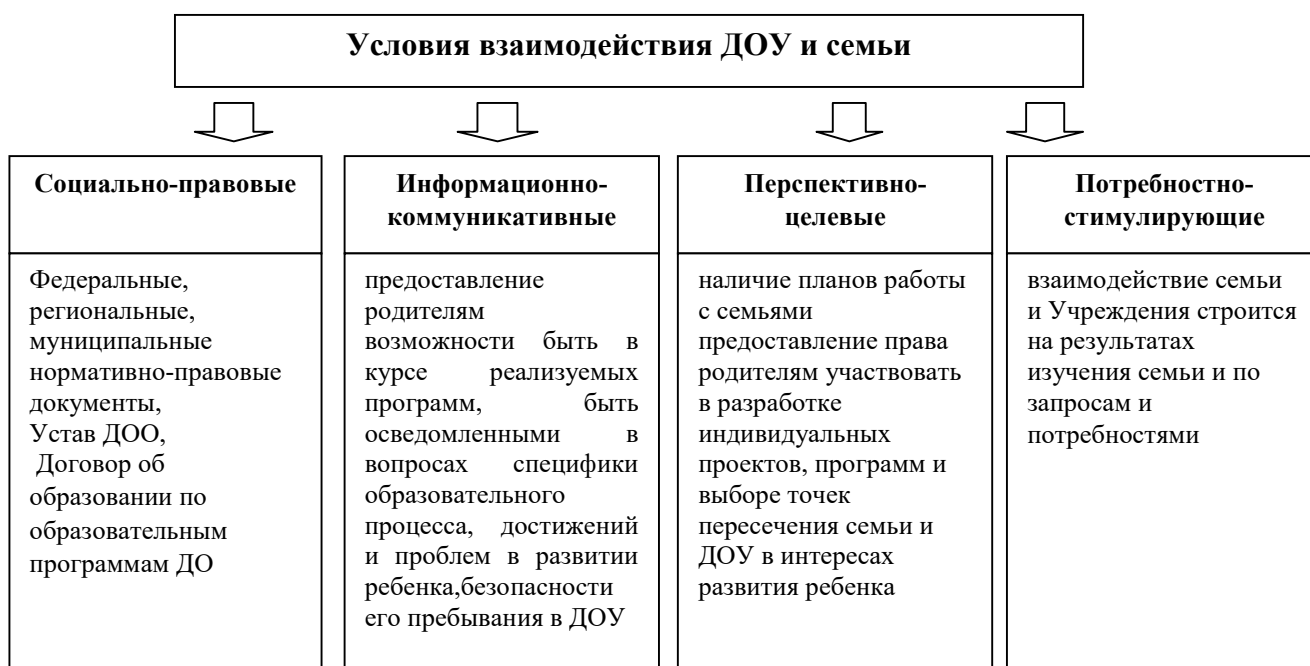 Условия взаимодействия ДОУ и семьи
Социально-правовые
Федеральные,
региональные,
муниципальные
нормативно-правовые
документы,
Устав ДОО,
Договор об
образовании по
образовательным
программам ДО
Информационно-
коммуникативные
предоставление
родителям
возможности быть в
курсе реализуемых
программ, быть
осведомленными в
вопросах специфики
образовательного
процесса, достижений
и проблем в развитии
ребенка,безопасности
его пребывания в ДОУ
Перспективно-
целевые
наличие планов работы
с семьями
предоставление права
родителям участвовать
в разработке
индивидуальных
проектов, программ и
выборе точек
пересечения семьи и
ДОУ в интересах
развития ребенка
Потребностно-
стимулирующие
взаимодействие семьи
и Учреждения строится
на результатах
изучения семьи и по
запросам и
потребностями